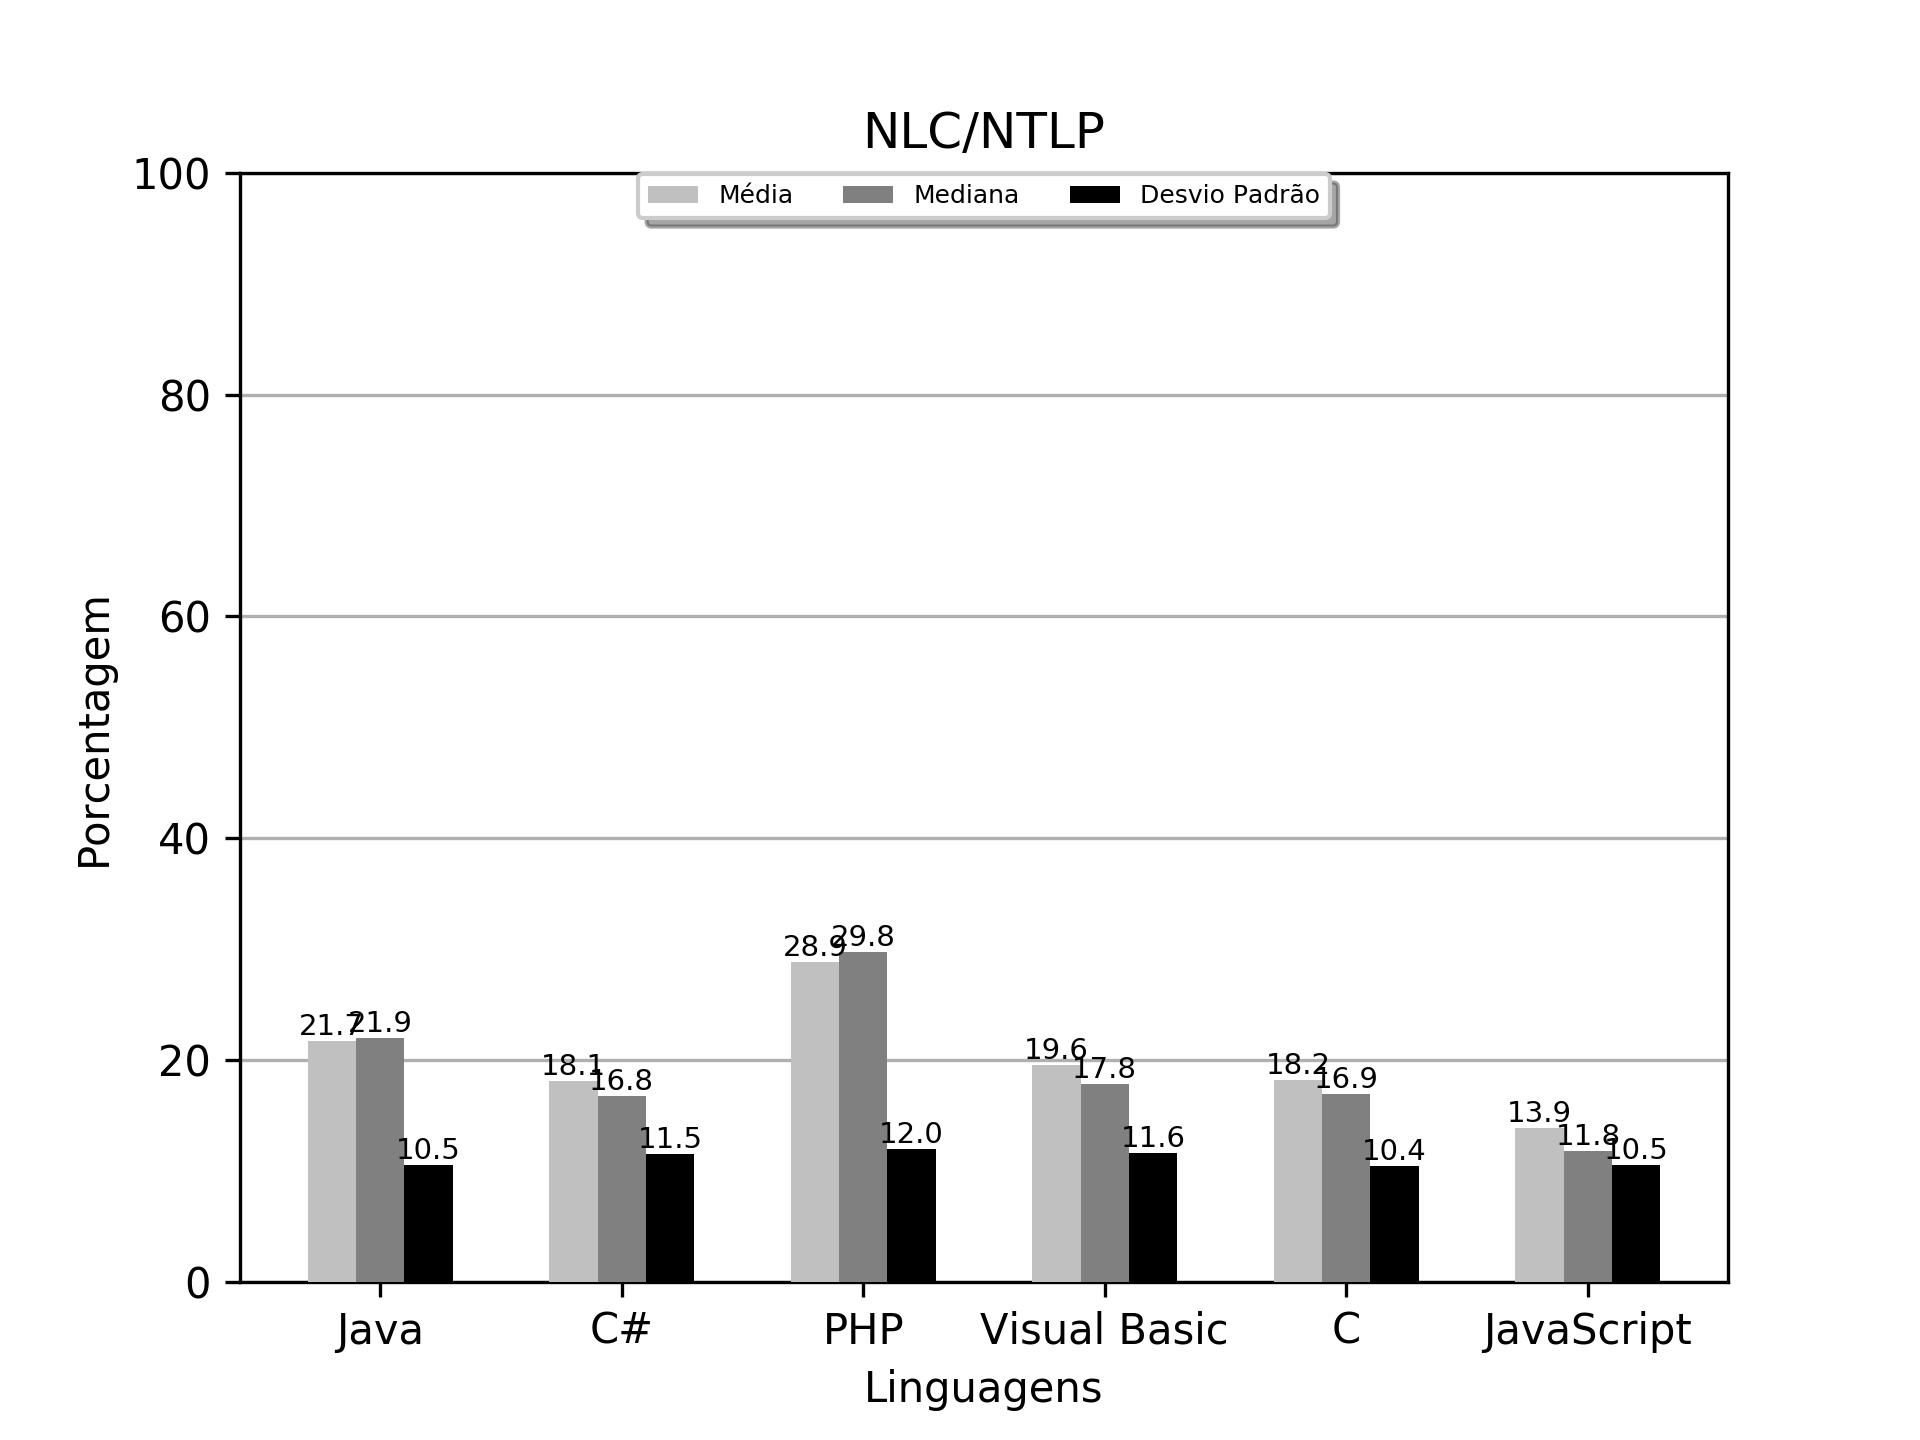 NLC/NTLP
Média Mediana Desvio Padrão
100
80
60
40
20
0
Porcentagem
21.7 21.9 10.5
18.1 16.8 11.5
28.9 29.8 12.0
19.6 17.8 11.6
18.2 16.9 10.4
13.9 11.8 10.5
Java C# PHP Visual Basic C JavaScript
Linguagens